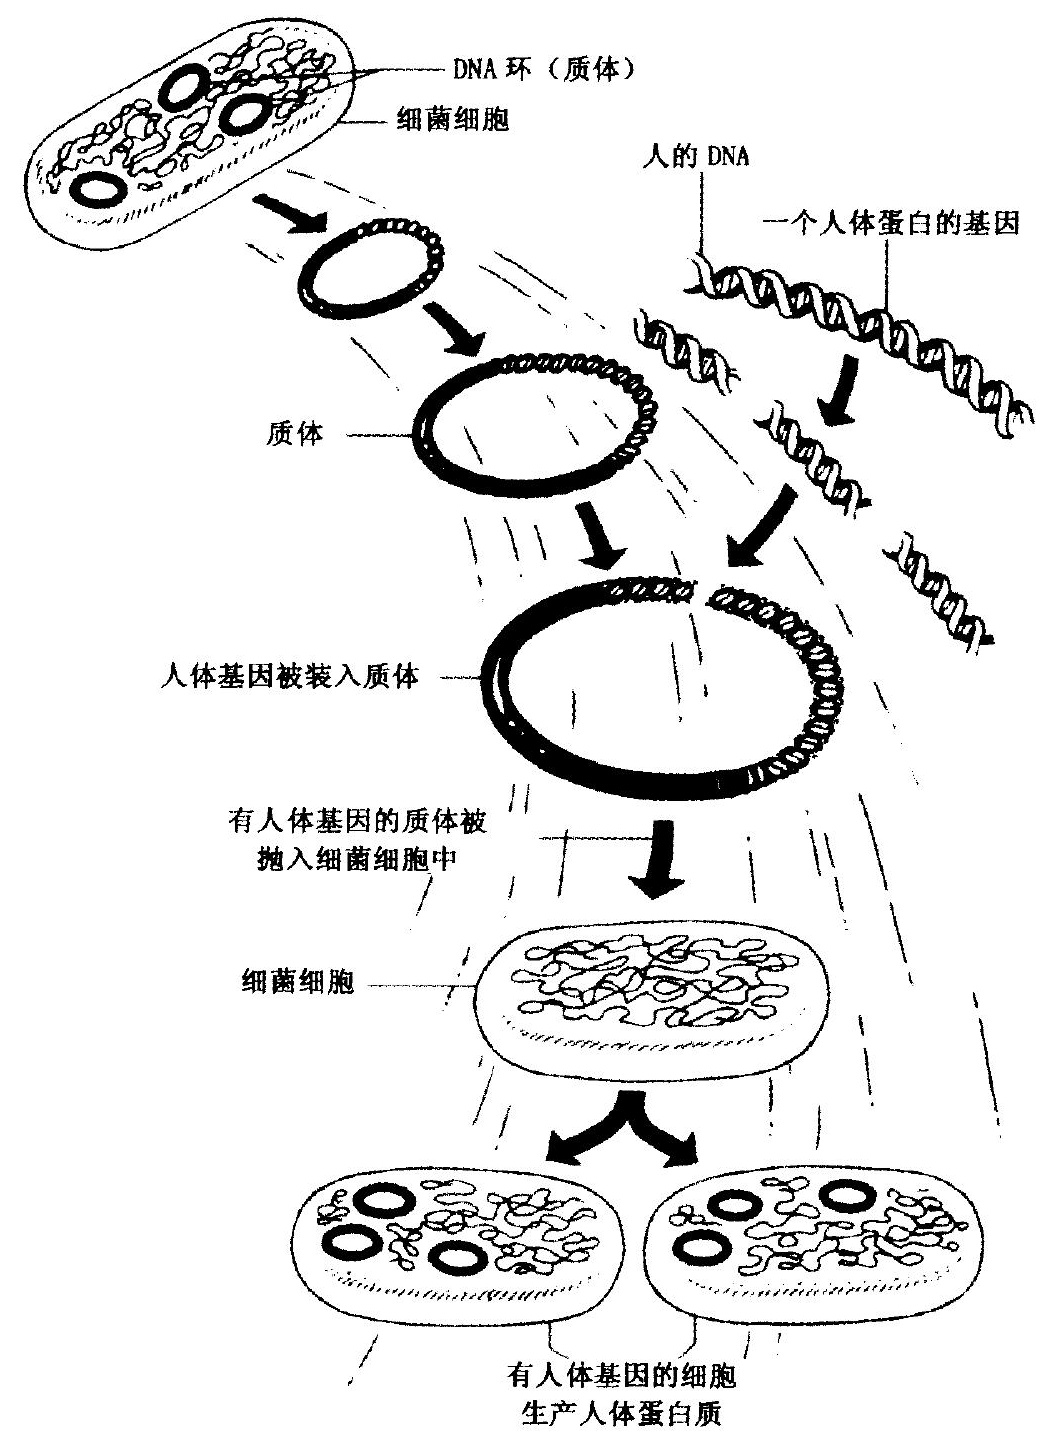 DNA 环（质体）
细菌细胞
人的 DNA
一个人体蛋白的基因
质体
人体基因被装入质体
有人体基因的质体被
抛入细菌细胞中
细菌细胞
有人体基因的细胞
生产人体蛋白质